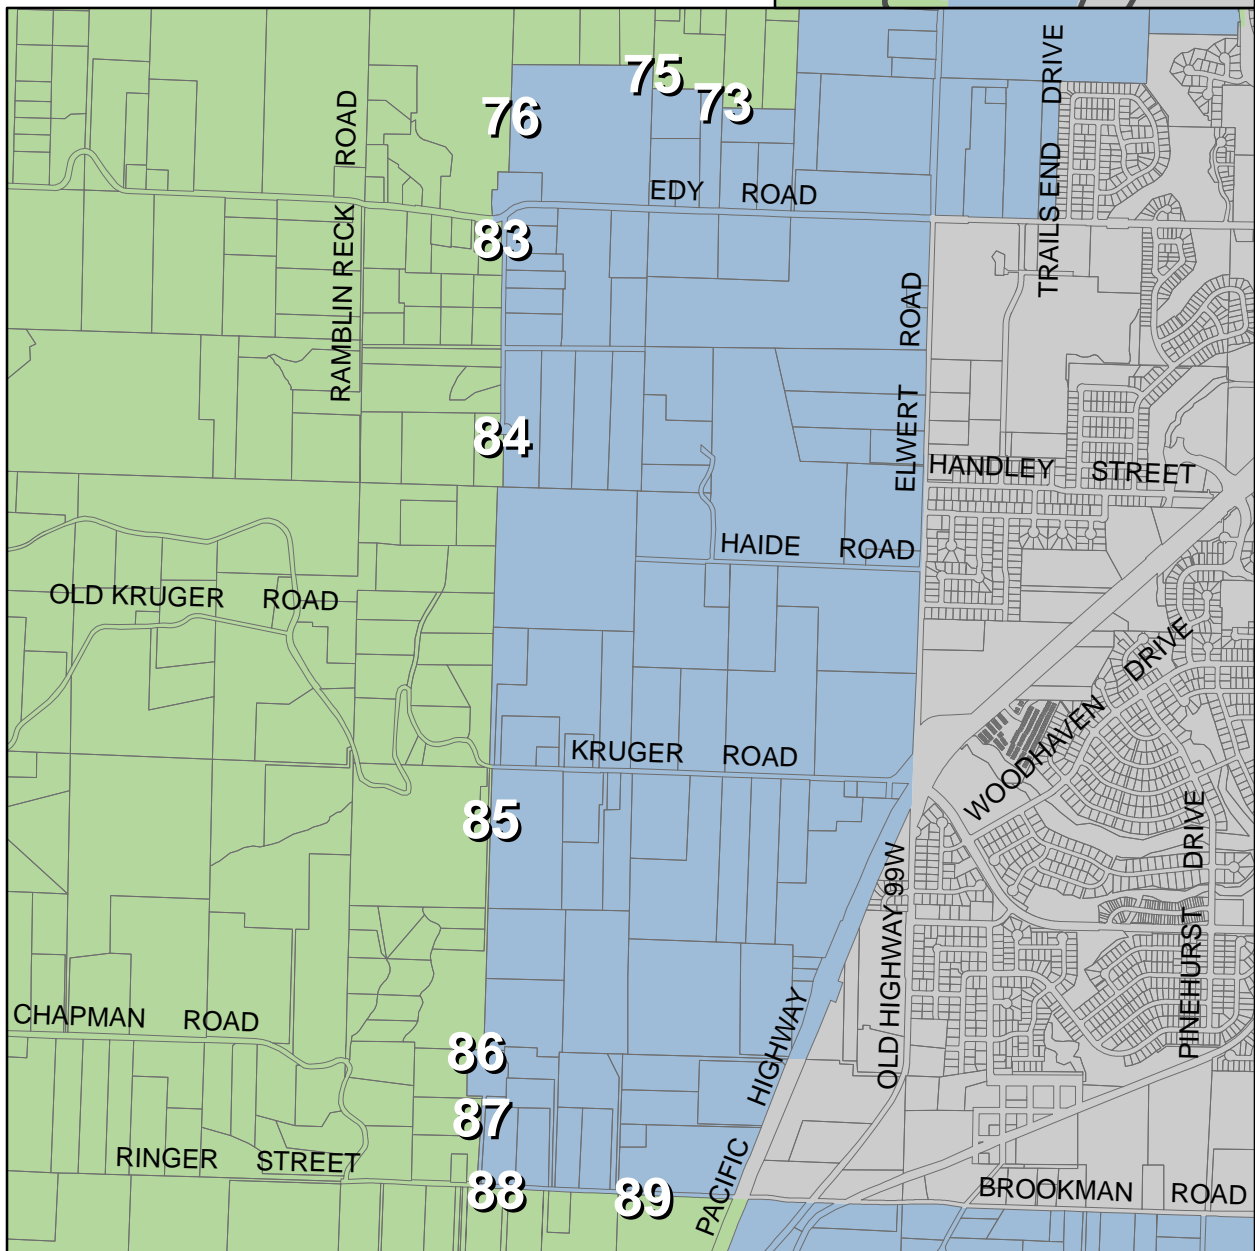 75
73
76
TRAILS END DRIVE
RAMBLIN RECK ROAD
EDY ROAD
83
ELWERT ROAD
84
HANDLEY STREET
HAIDE ROAD
OLD KRUGER ROAD
WOODHAVEN DRIVE
KRUGER ROAD
85
PINEHURST DRIVE
OLD HIGHWAY 99W
CHAPMAN ROAD
86
PACIFIC HIGHWAY
87
RINGER STREET
88
89
BROOKMAN ROAD